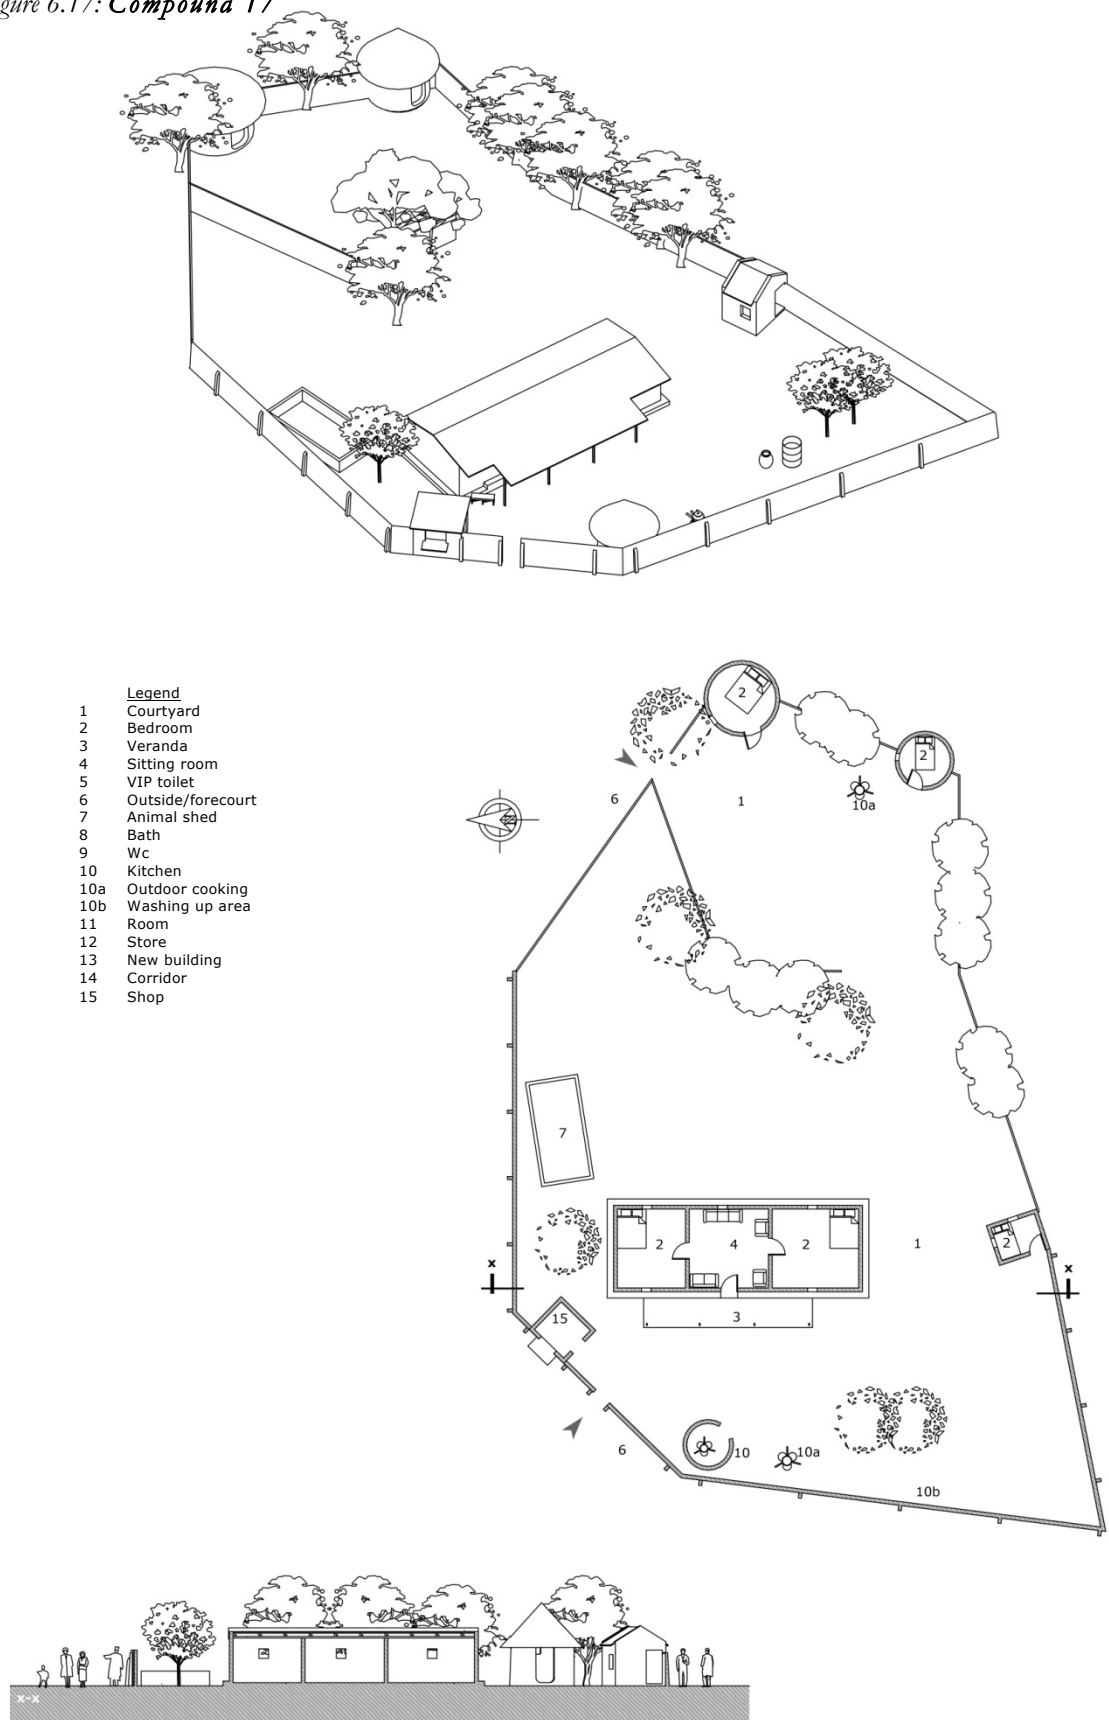 gure 6.17: Compound 17
Legend
1 Courtyard
2 Bedroom
3 Veranda
4 Sitting room
5 VIP toilet
6 Outside/forecourt
7 Animal shed
8 Bath
9 Wc
10 Kitchen
10a Outdoor cooking
10b Washing up area
11 Room
12 Store
13 New building
14 Corridor
15 Shop
2
2
10a
6
1
7
2
4
2
1
2
x
x
15
3
6
10
10a
10b
x-x